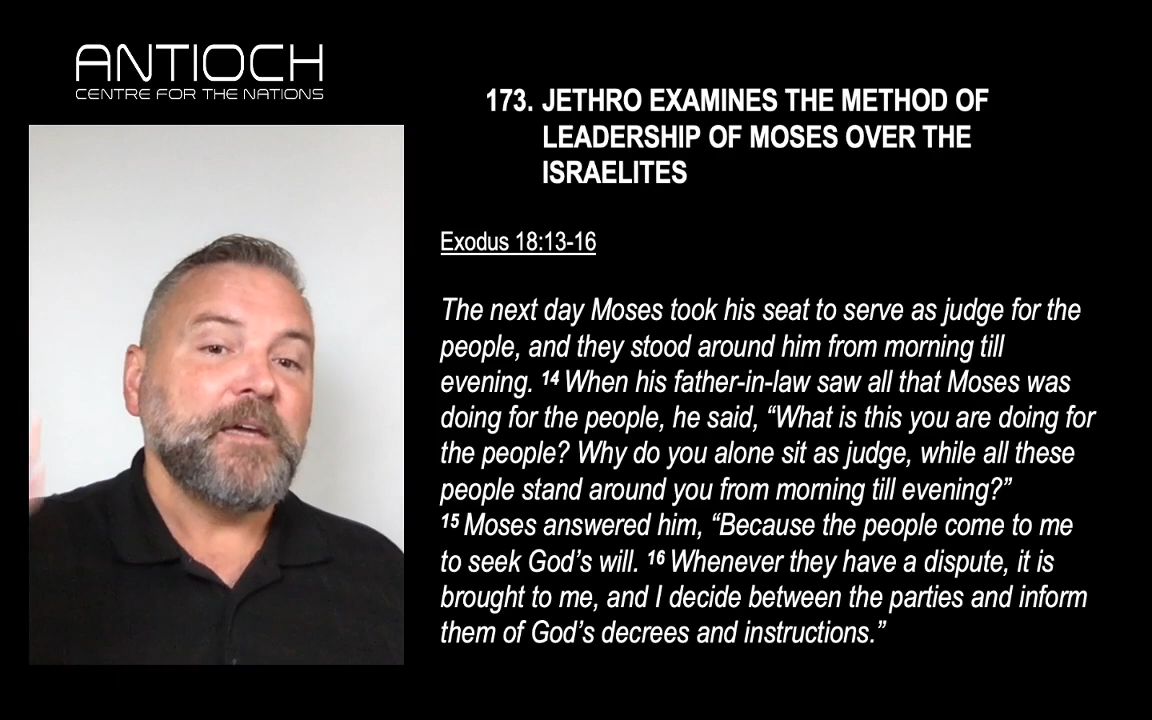 ANTIOCH
CENTRE FOR THE NATIONS
173. JETHRO EXAMINES THE METHOD OF
LEADERSHIP OF MOSES OVER THE
ISRAELITES
Exodus 18:13-16
The next day Moses took his seat to serve as judge for the
people, and they stood around him from morning till
evening. 14 When his father-in-law saw all that Moses was
doing for the people, he said, “What is this you are doing for
the people? Why do you alone sit as judge, while all these
people stand around you from morning till evening?”
15 Moses answered him, “Because the people come to me
to seek God’s will. 16 Whenever they have a dispute, it is
brought to me, and I decide between the parties and inform
them of God’s decrees and instructions.”